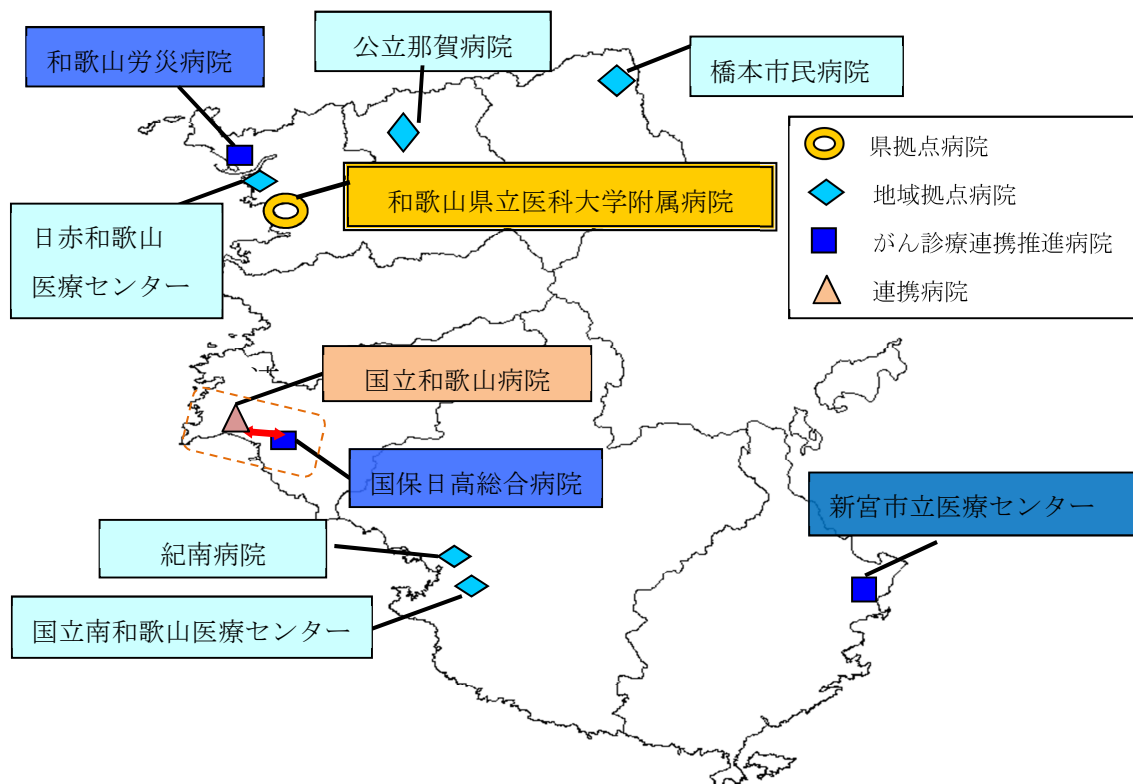 公立那賀病院
和歌山労災病院
橋本市民病院
県拠点病院
地域拠点病院
がん診療連携推進病院
連携病院
和歌山県立医科大学附属病院
日赤和歌山
医療センター
国立和歌山病院
国保日高総合病院
新宮市立医療センター
紀南病院
国立南和歌山医療センター